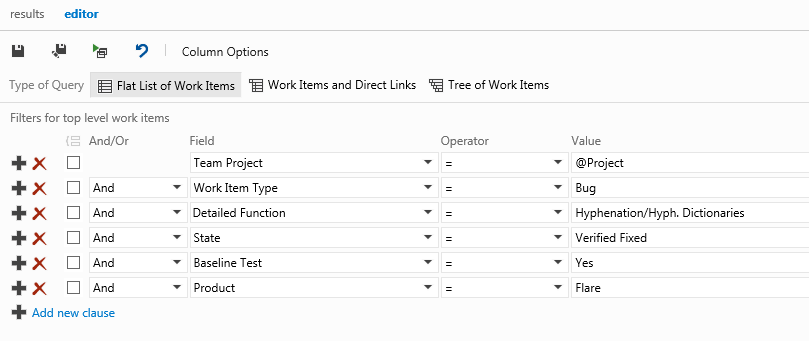 results editor
Column Options
Type of Query Flat List of Work Items Work Items and Direct Links Tree of Work Items
Filters for top level work items
And/Or Field Operator Value
Team Project = @Project
And Work Item Type = Bug
And Detailed Function = Hyphenation/Hyph. Dictionaries
And State = Verified Fixed
And Baseline Test = Yes
And Product = Flare
Add new clause